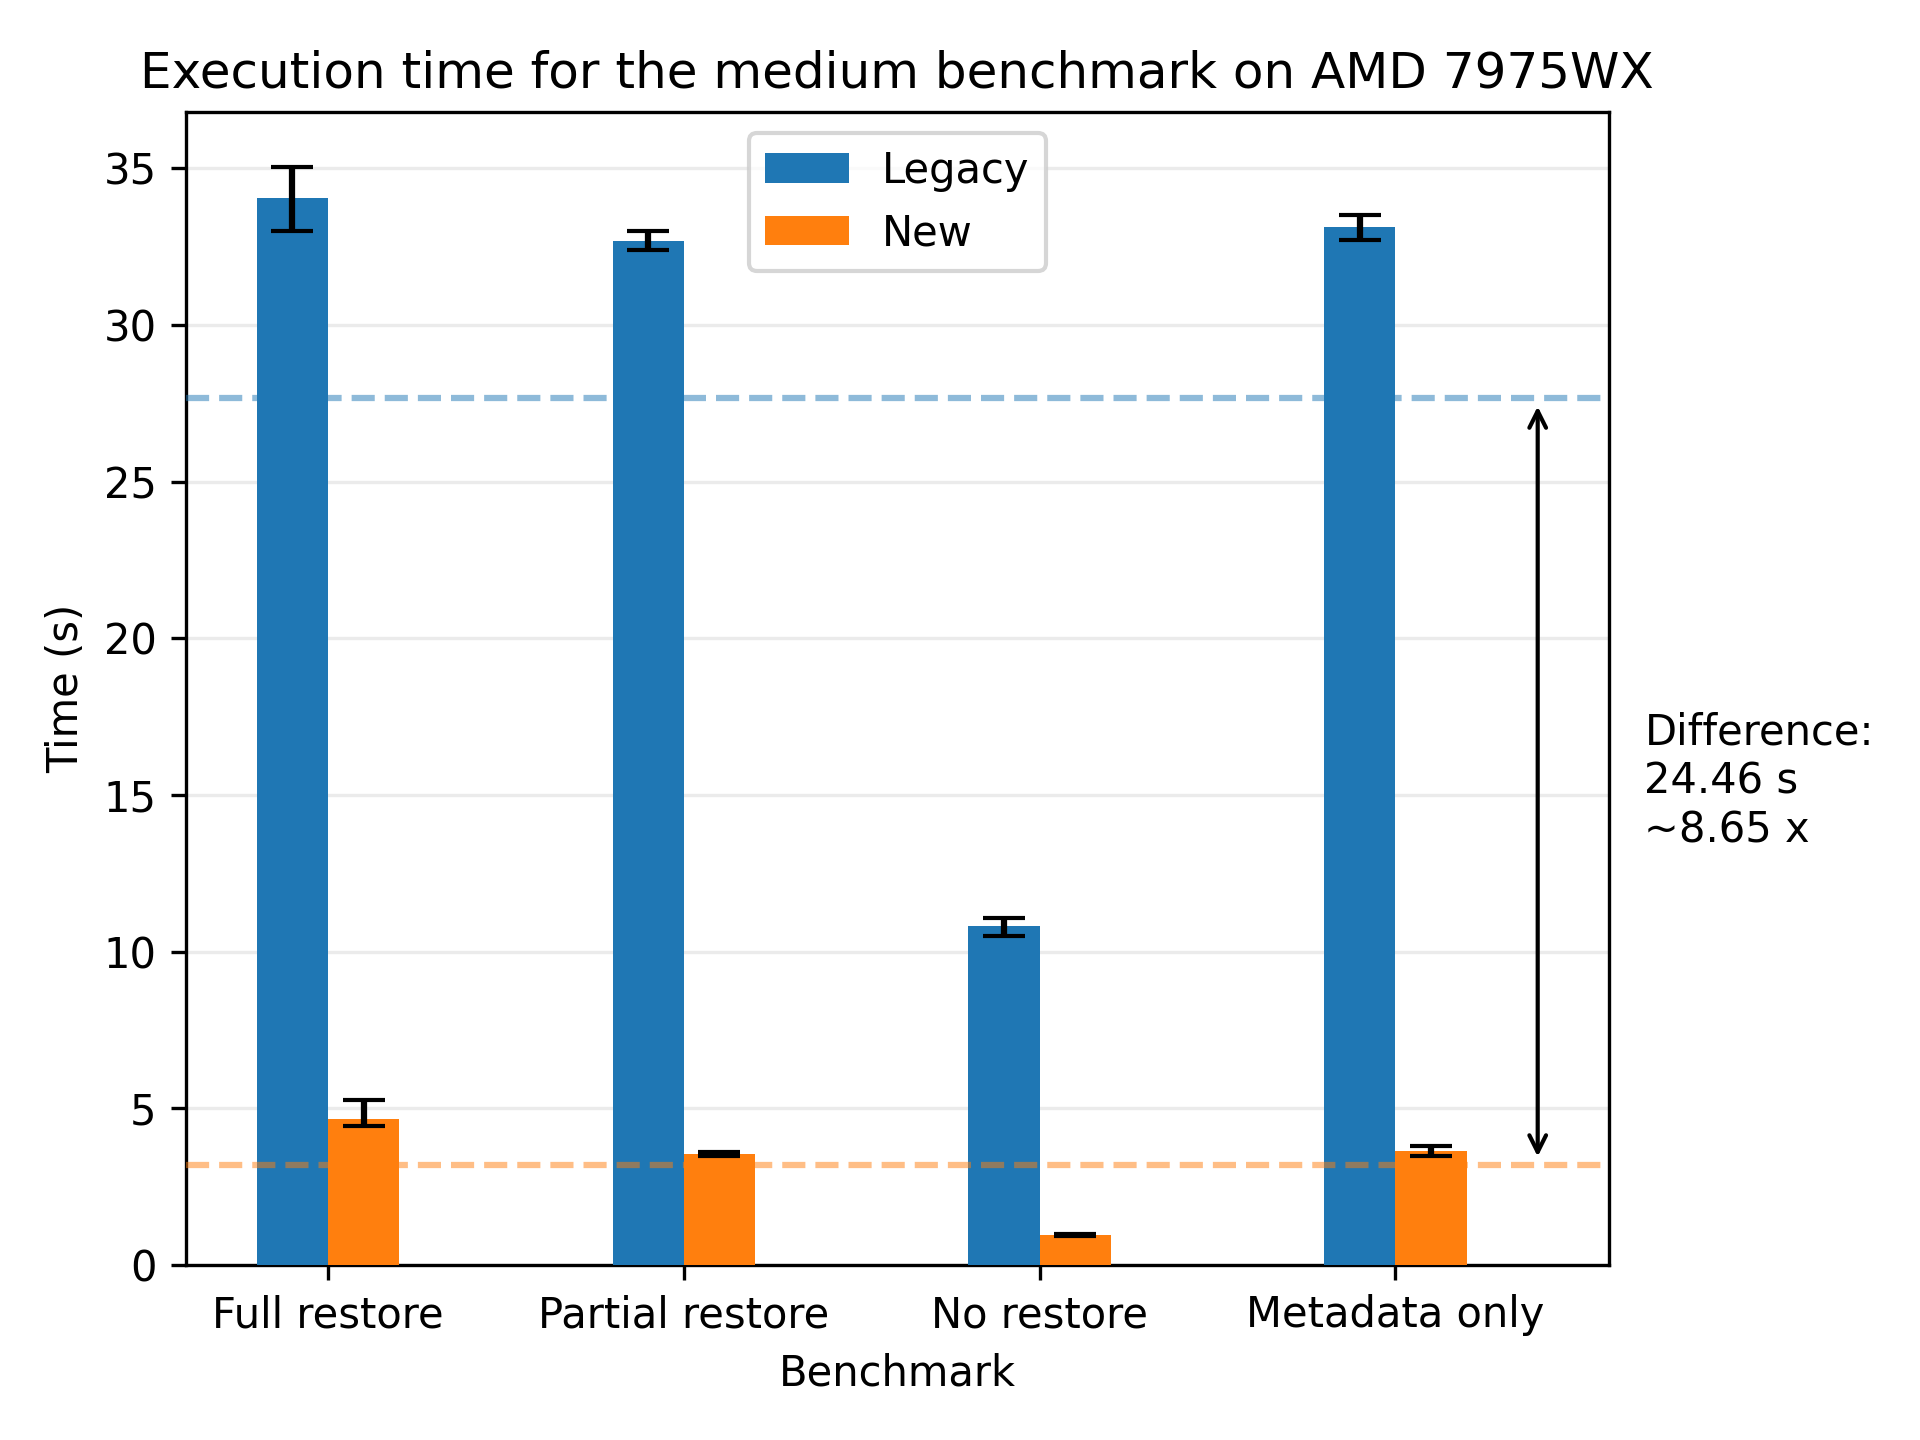 Execution time for the medium benchmark on AMD 7975WX
Legacy
New
Time (s)
35
30
25
20
15
10
5
0
Difference:
24.46 s
~8.65 x
Full restore
Partial restore
No restore
Metadata only
Benchmark